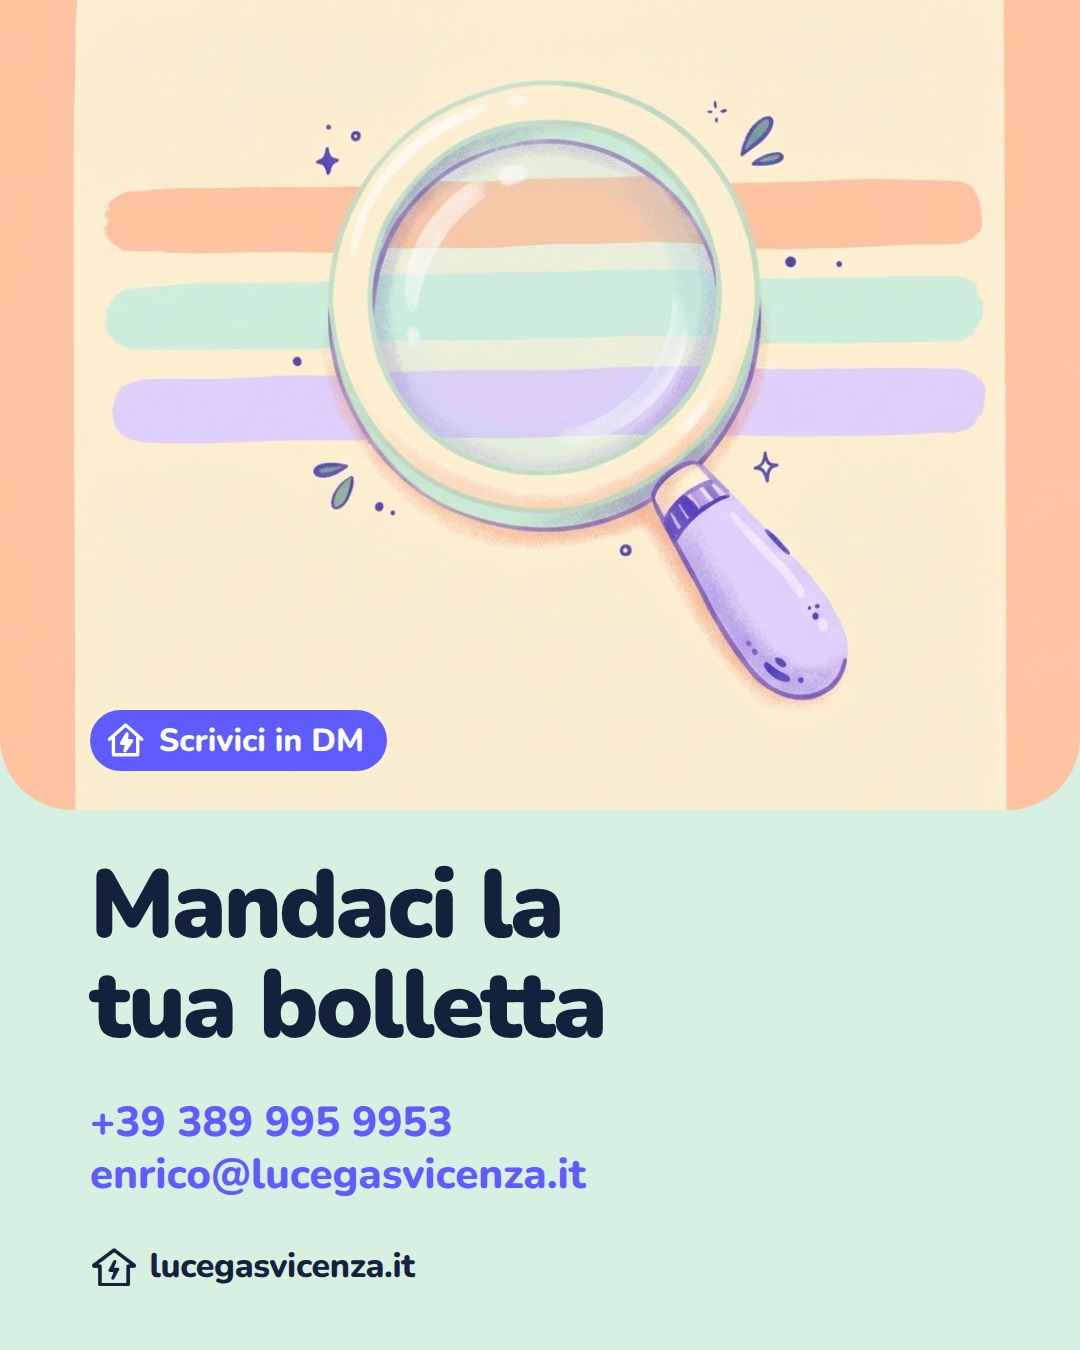 Scrivici in DM
Mandaci la
tua bolletta
+39 389 995 9953
enrico@lucegasvicenza.it
lucegasvicenza.it